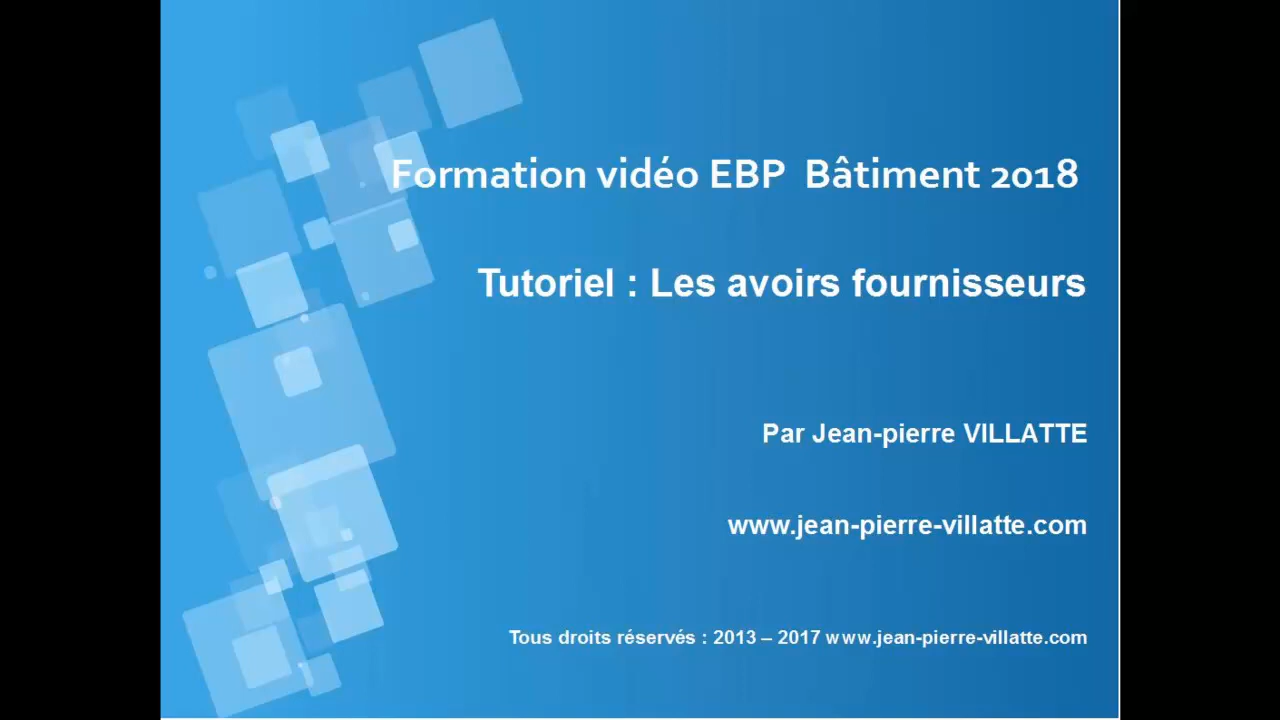 Formation vidéo EBP Bâtiment 2018
Tutoriel : Les avoirs fournisseurs
Par Jean-pierre VILLATTE
www.jean-pierre-villatte.com
Tous droits réservés : 2013 – 2017 www.jean-pierre-villatte.com